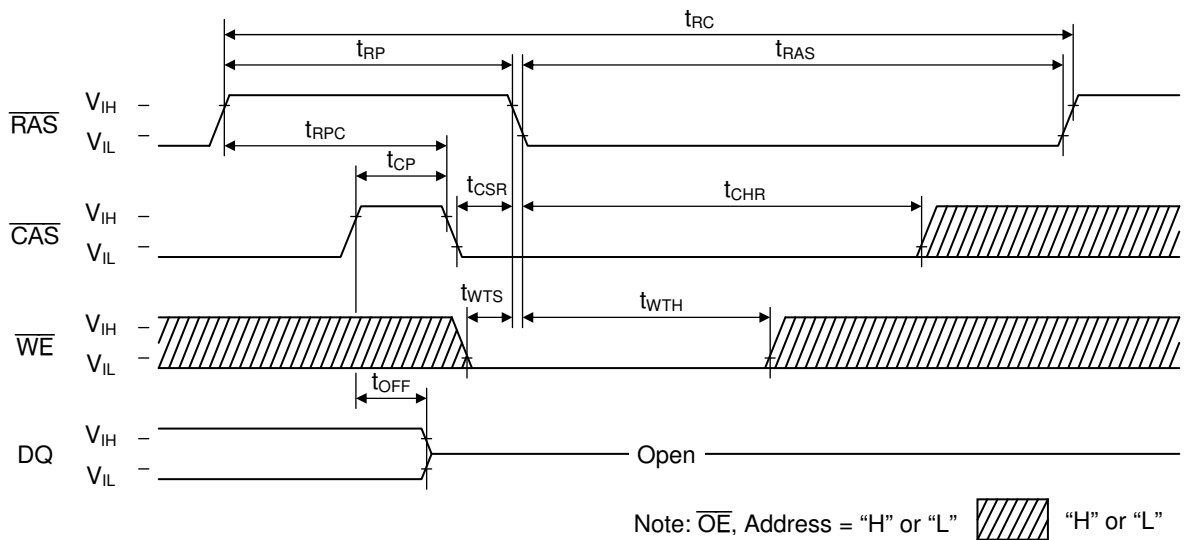 tRC
tRP
tRAS
RAS
VIH
VIL
tRPC
tCP
tCSR
tCHR
CAS
VIH
VIL
tWTS
tWTH
WE
VIH
VIL
tOFF
DQ
VIH
VIL
Open
Note: OE, Address = “H” or “L” “H” or “L”